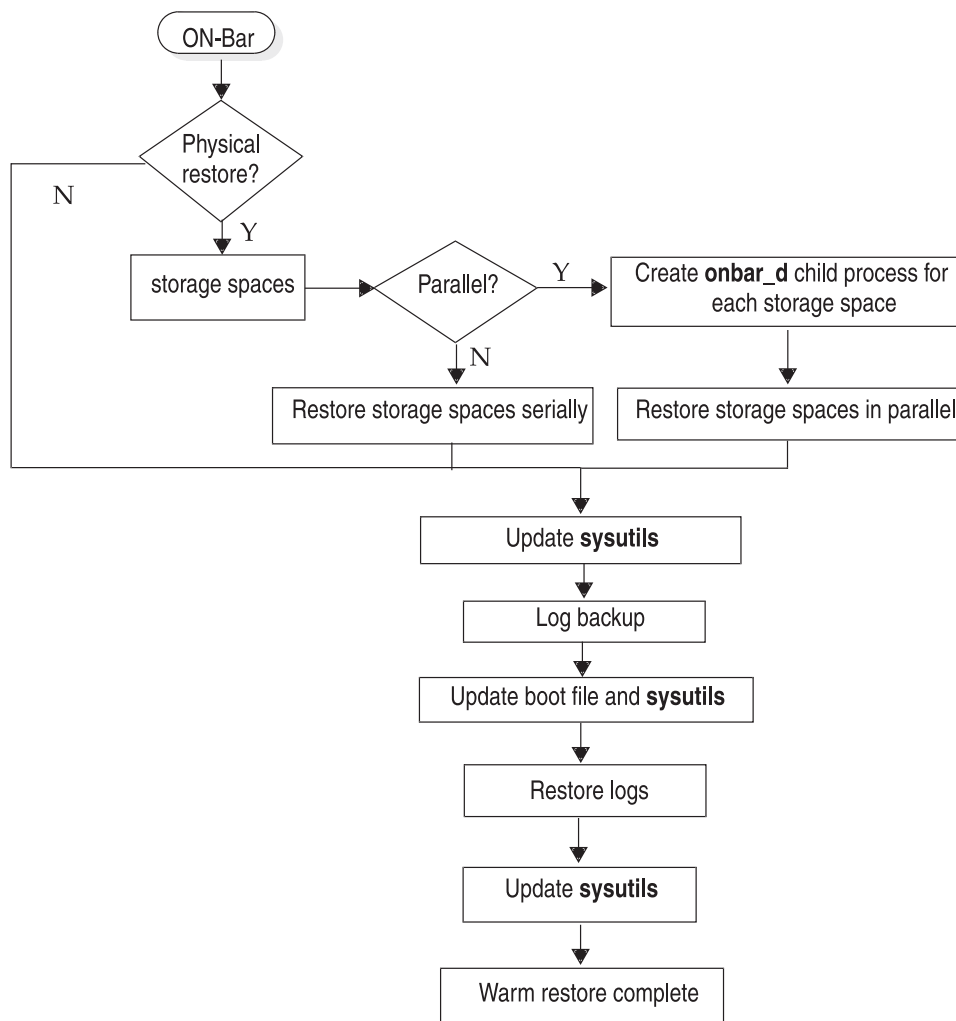 ON-Bar
Physical
restore?
N
Y
storage spaces
Parallel?
Y
Create onbar_d child process for
each storage space
N
Restore storage spaces serially
Restore storage spaces in parallel
Update sysutils
Log backup
Update boot file and sysutils
Restore logs
Update sysutils
Warm restore complete